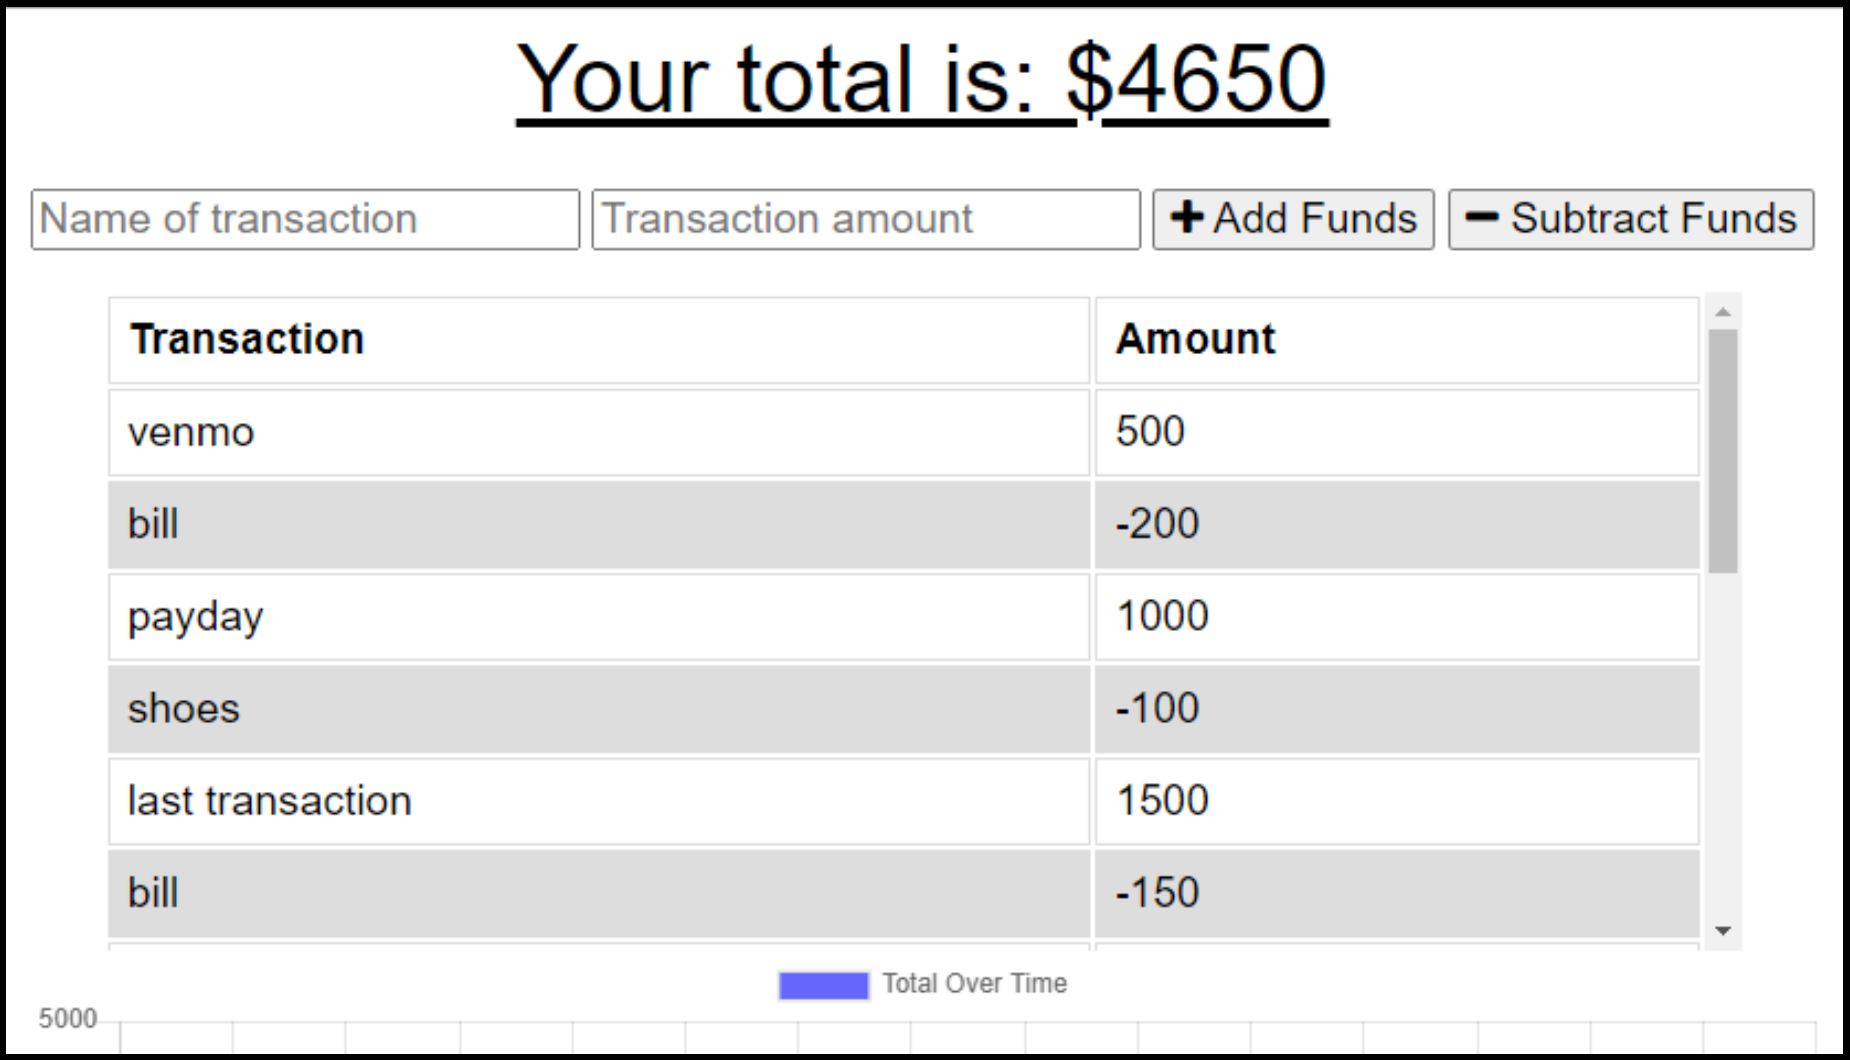 Your total is: $4650
Name of transaction Transaction amount + Add Funds − Subtract Funds
Transaction Amount
venmo 500
bill -200
payday 1000
shoes -100
last transaction 1500
bill -150
Total Over Time
5000